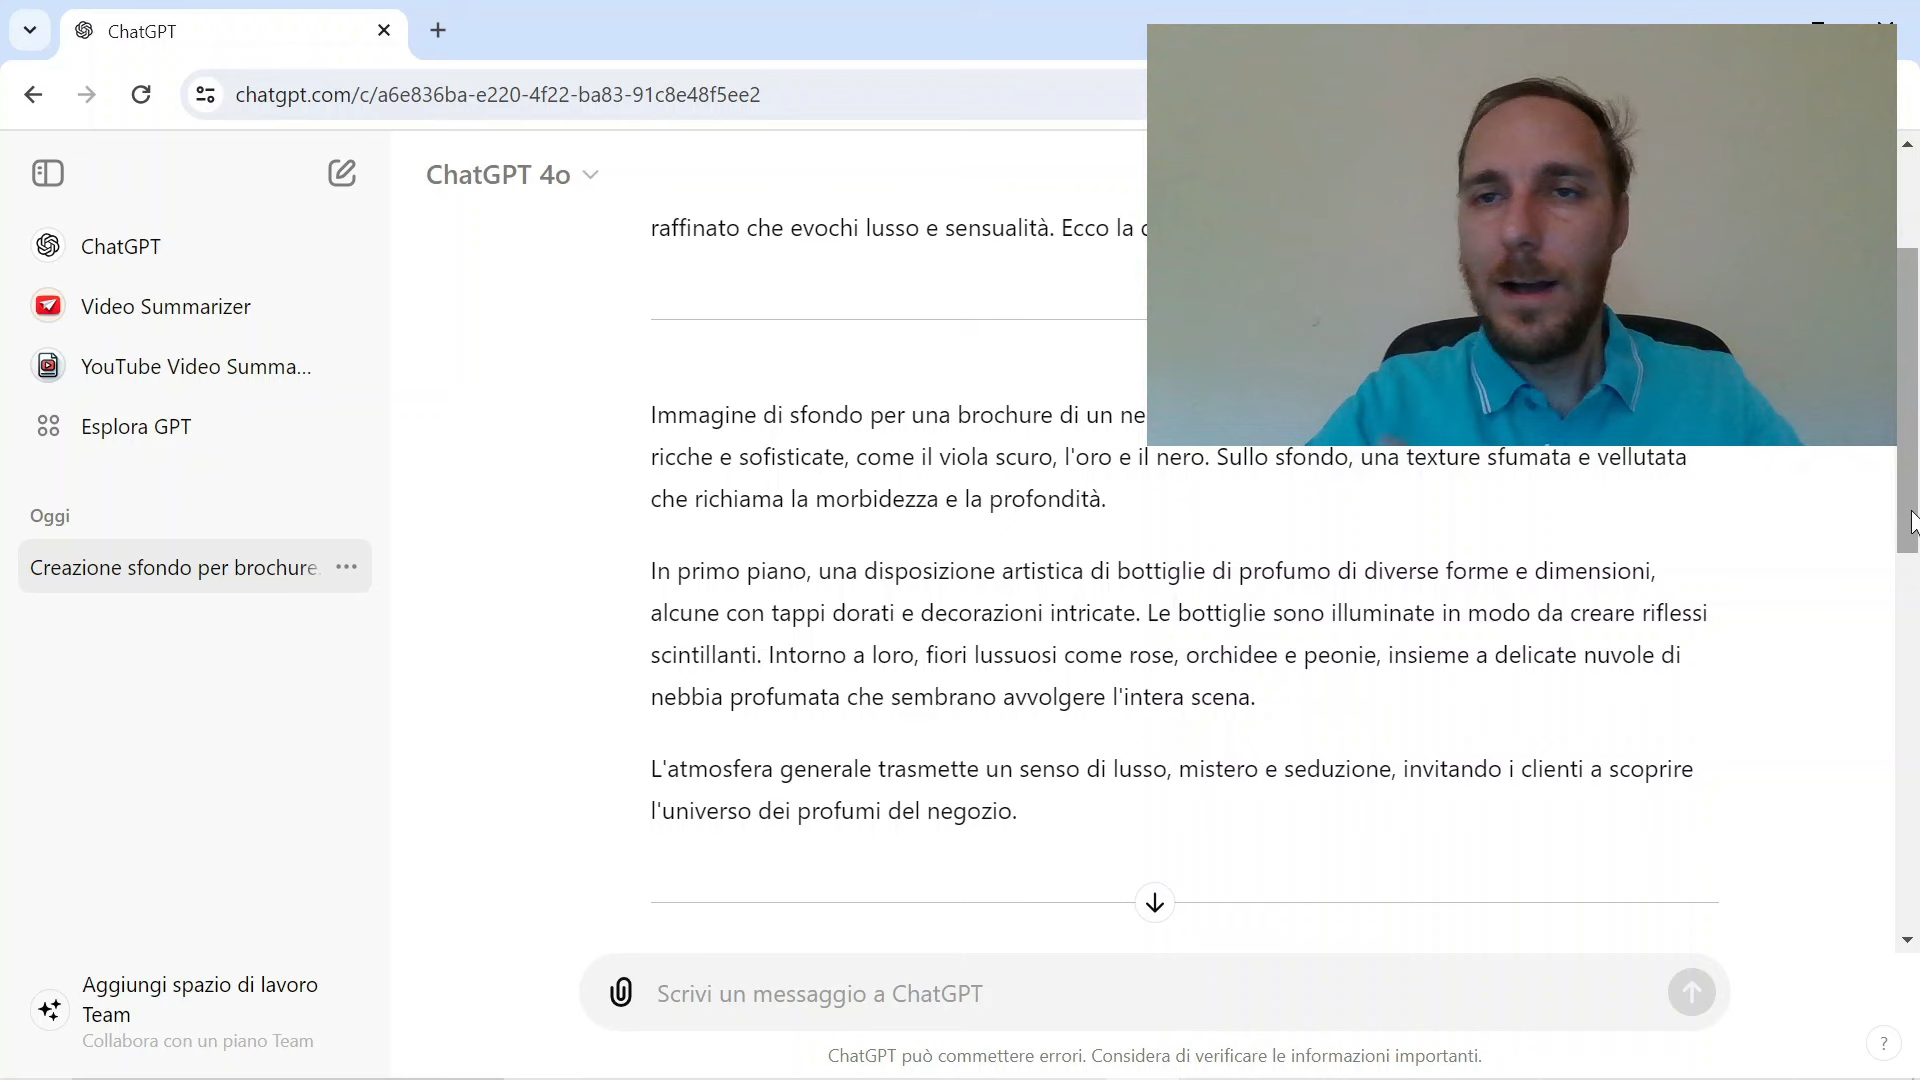 ChatGPT
chatgpt.com/c/a6e836ba-e220-4f22-ba83-91c8e48f5ee2
ChatGPT 4o
ChatGPT
Video Summarizer
YouTube Video Summa...
Esplora GPT
Oggi
Creazione sfondo per brochure
raffinato che evochi lusso e sensualità. Ecco la
Immagine di sfondo per una brochure di un
ricche e sofisticate, come il viola scuro, l'oro e il nero. Sullo sfondo, una texture sfumata e vellutata
che richiama la morbidezza e la profondità.
In primo piano, una disposizione artistica di bottiglie di profumo di diverse forme e dimensioni,
alcune con tappi dorati e decorazioni intricate. Le bottiglie sono illuminate in modo da creare riflessi
scintillanti. Intorno a loro, fiori lussuosi come rose, orchidee e peonie, insieme a delicate nuvole di
nebbia profumata che sembrano avvolgere l'intera scena.
L'atmosfera generale trasmette un senso di lusso, mistero e seduzione, invitando i clienti a scoprire
l'universo dei profumi del negozio.
Aggiungi spazio di lavoro
Team
Collabora con un piano Team
Scrivi un messaggio a ChatGPT
ChatGPT può commettere errori. Considera di verificare le informazioni importanti.
?